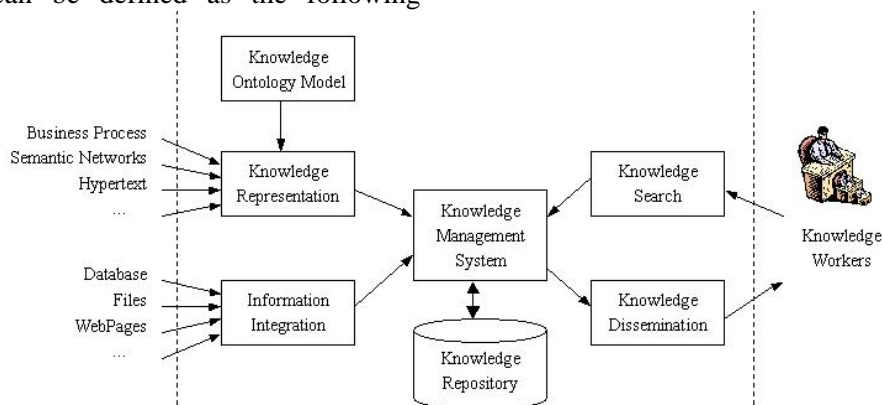 can be defined as the following
Knowledge
Ontology Model
Business Process
Semantic Networks
Hypertext
...
Knowledge
Representation
Knowledge
Management
System
Knowledge
Search
Knowledge
Workers
Database
Files
WebPages
...
Information
Integration
Knowledge
Dissemination
Knowledge
Repository